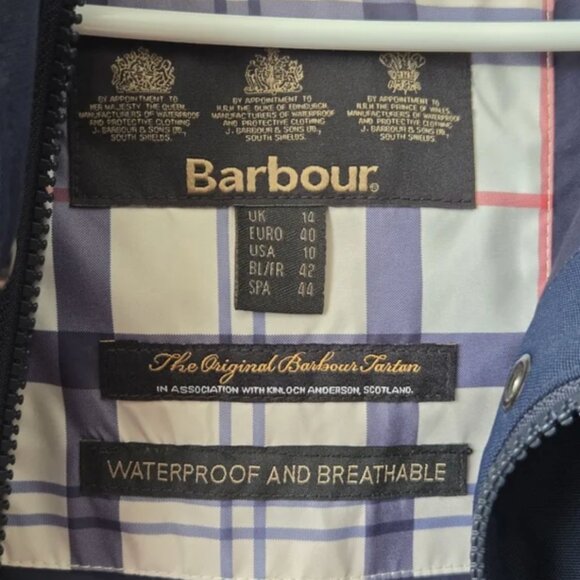 BY APPOINTMENT TO
HER MAJESTY THE QUEEN,
MANUFACTURERS OF WATERPROOF
AND PROTECTIVE CLOTHING
J. BARBOUR & SONS LTD,
SOUTH SHIELDS.
BY APPOINTMENT TO
H.R.H. THE DUKE OF EDINBURGH,
MANUFACTURERS OF WATERPROOF
AND PROTECTIVE CLOTHING
J. BARBOUR & SONS LTD,
SOUTH SHIELDS.
BY APPOINTMENT TO
H.R.H. THE PRINCE OF WALES,
MANUFACTURERS OF WATERPROOF
AND PROTECTIVE CLOTHING
J. BARBOUR & SONS LTD,
SOUTH SHIELDS.
Barbour®
UK 14
EURO 40
USA 10
BL/FR 42
SPA 44
The Original Barbour Tartan
IN ASSOCIATION WITH KINLOCH ANDERSON, SCOTLAND.
WATERPROOF AND BREATHABLE